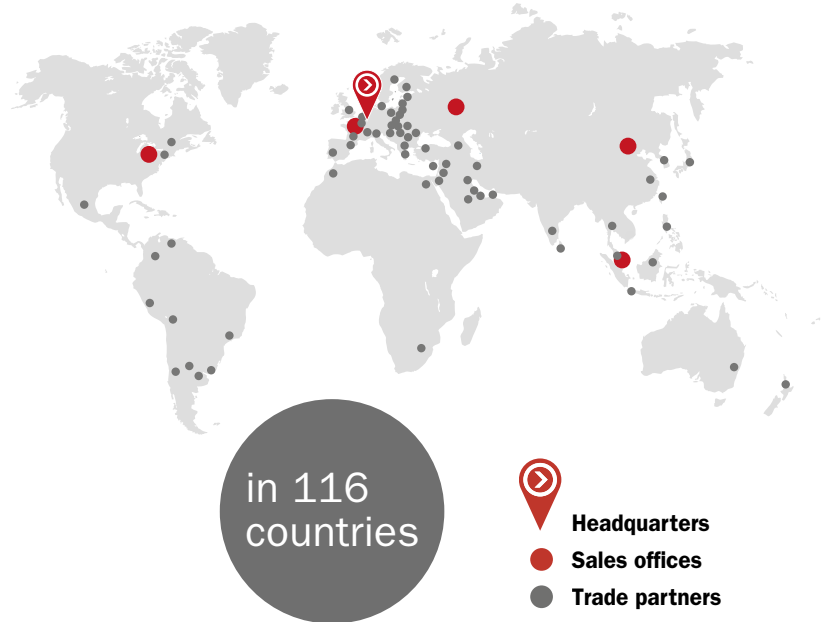 in 116
countries
Headquarters
Sales offices
Trade partners